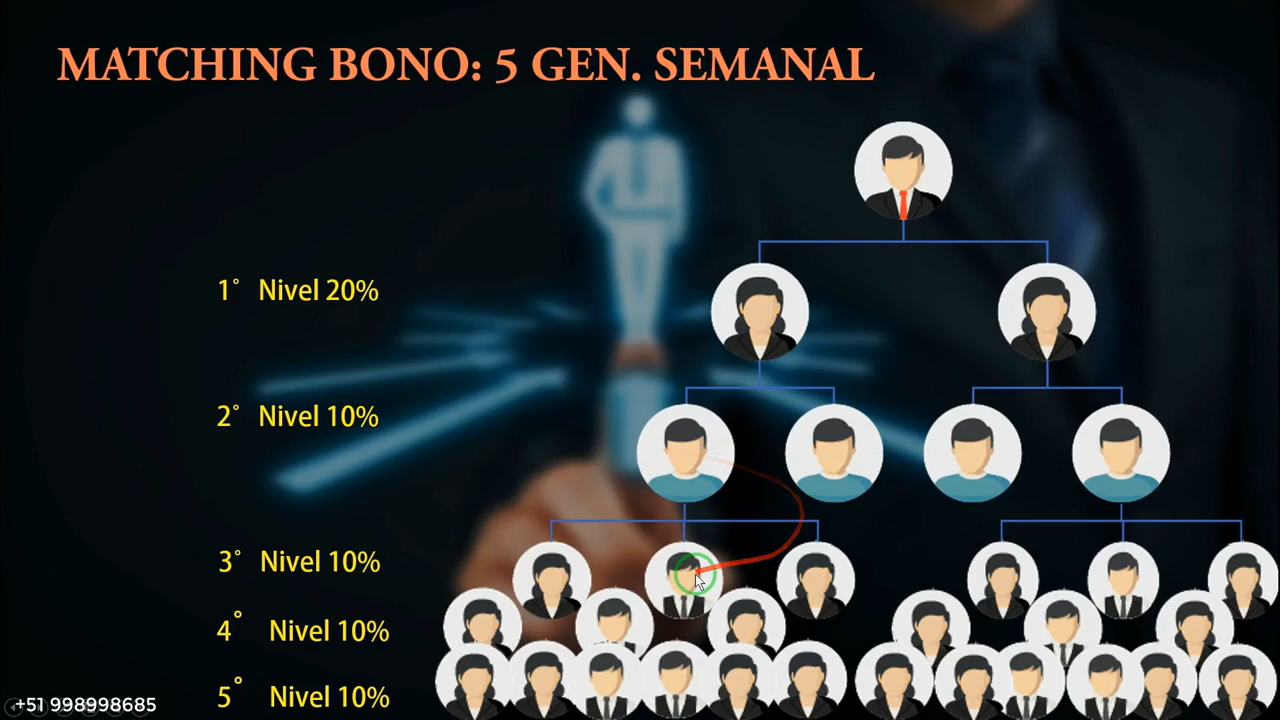 MATCHING BONO: 5 GEN. SEMANAL
1° Nivel 20%
2° Nivel 10%
3° Nivel 10%
4° Nivel 10%
5° Nivel 10%
+51 998998685